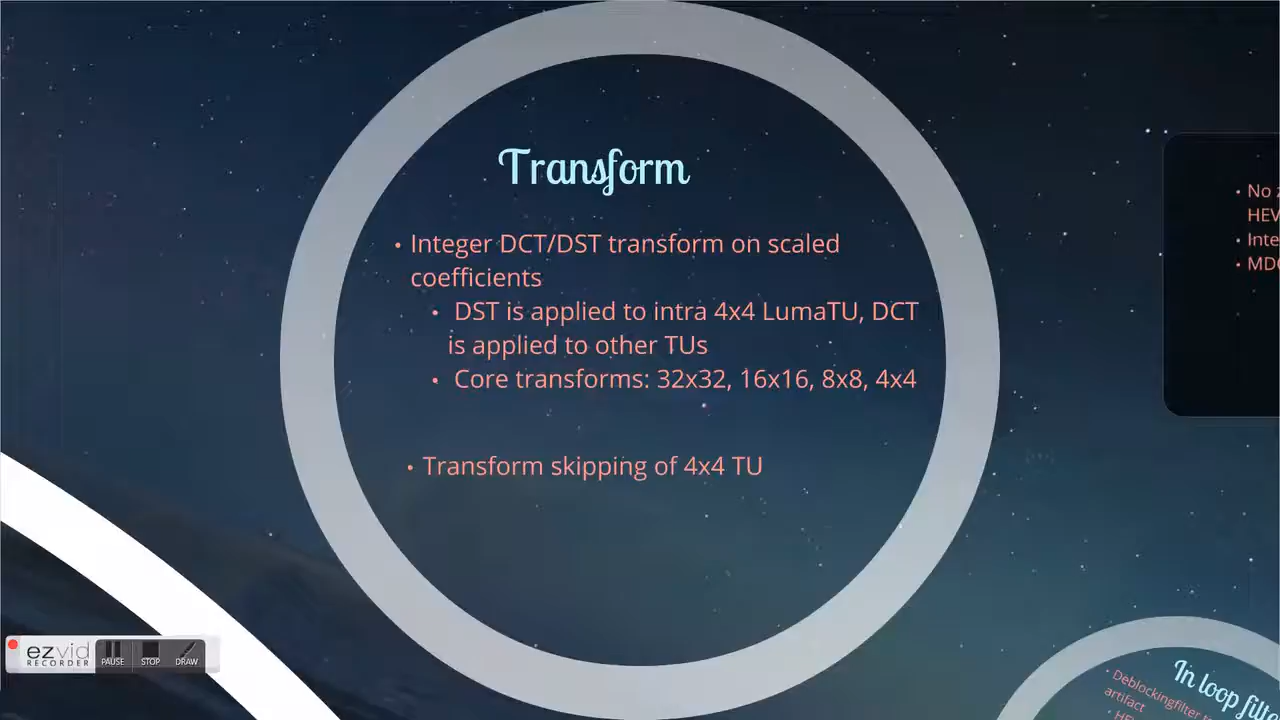 Transform
• Integer DCT/DST transform on scaled
coefficients
• DST is applied to intra 4x4 LumaTU, DCT
is applied to other TUs
• Core transforms: 32x32, 16x16, 8x8, 4x4
• Transform skipping of 4x4 TU
• No
HEV
• Inte
• MD
ezvid
RECORDER
PAUSE
STOP
DRAW
In loop filte
• Deblockingfilter
artifact